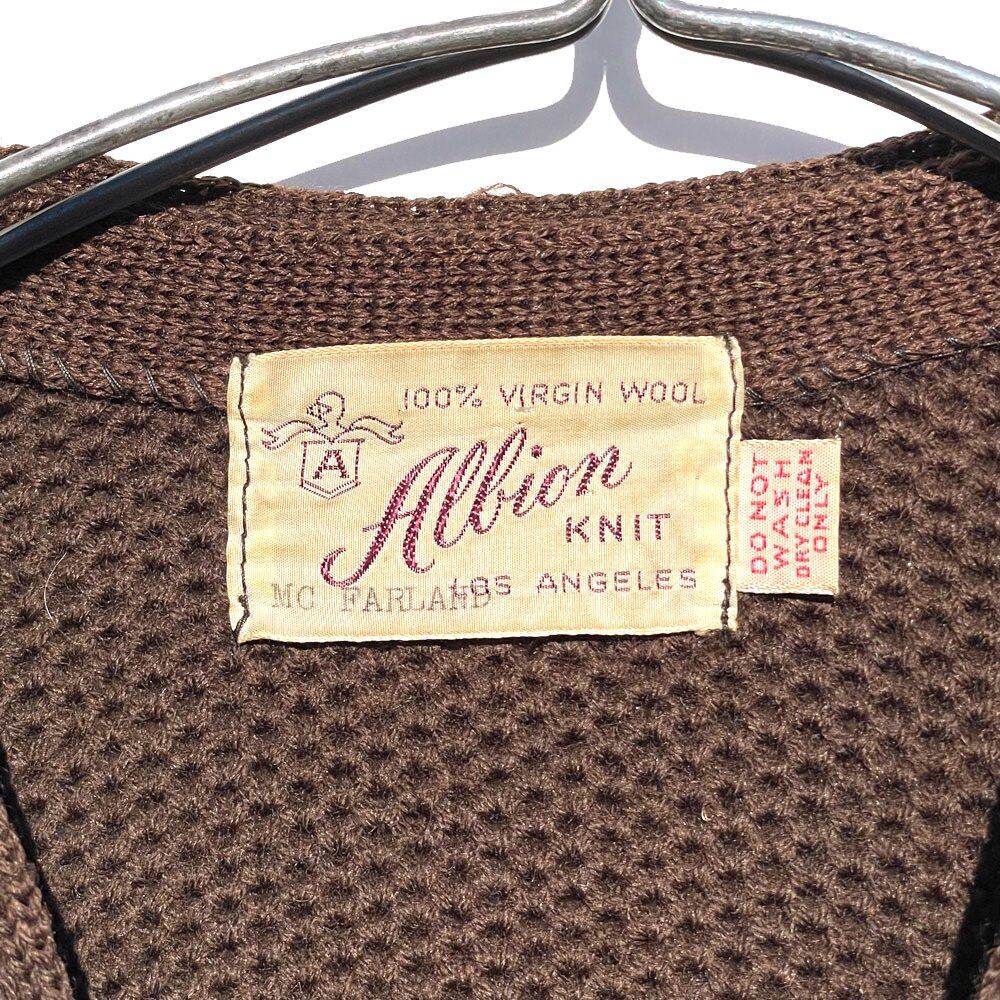 100% VIRGIN WOOL
A
Albion
KNIT
LOS ANGELES
MC FARLAND
DO NOT
WASH
DRY CLEAN
ONLY